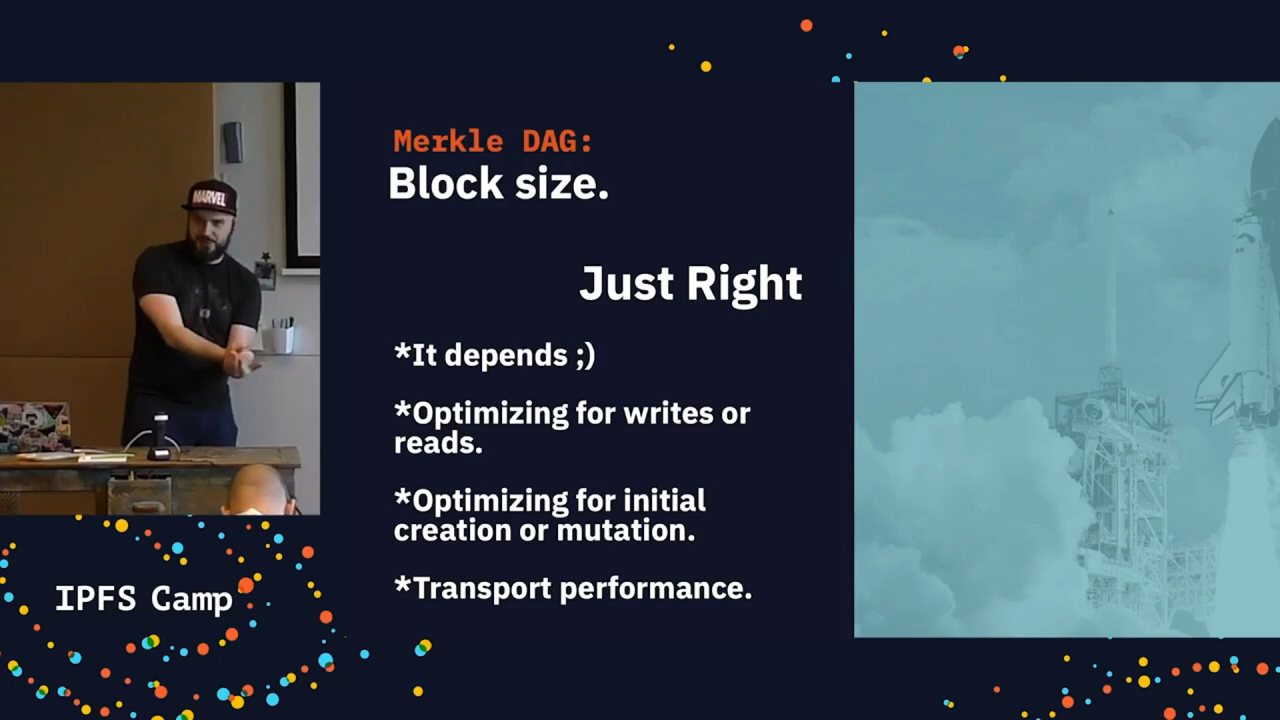 MARVEL
Merkle DAG:
Block size.
Just Right
*It depends ;)
*Optimizing for writes or
reads.
*Optimizing for initial
creation or mutation.
*Transport performance.
IPFS Camp